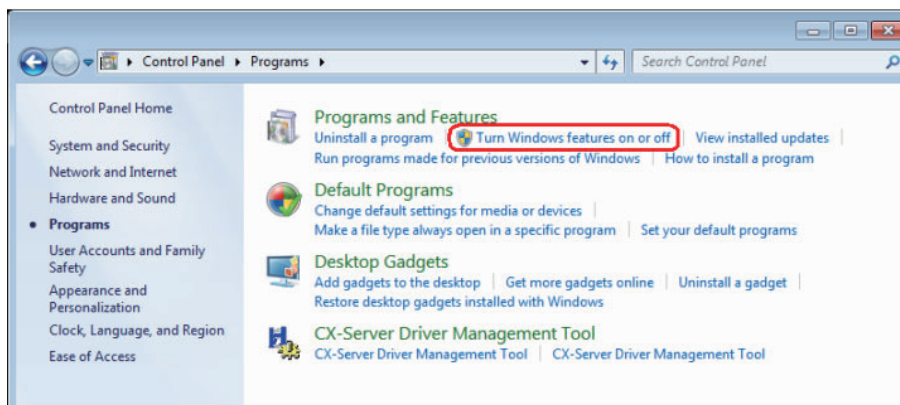 Control Panel Programs
Search Control Panel
Control Panel Home
System and Security
Network and Internet
Hardware and Sound
Programs
User Accounts and Family
Safety
Appearance and
Personalization
Clock, Language, and Region
Ease of Access
Programs and Features
Uninstall a program Turn Windows features on or off View installed updates
Run programs made for previous versions of Windows How to install a program
Default Programs
Change default settings for media or devices
Make a file type always open in a specific program Set your default programs
Desktop Gadgets
Add gadgets to the desktop Get more gadgets online Uninstall a gadget
Restore desktop gadgets installed with Windows
CX-Server Driver Management Tool
CX-Server Driver Management Tool CX-Server Driver Management Tool